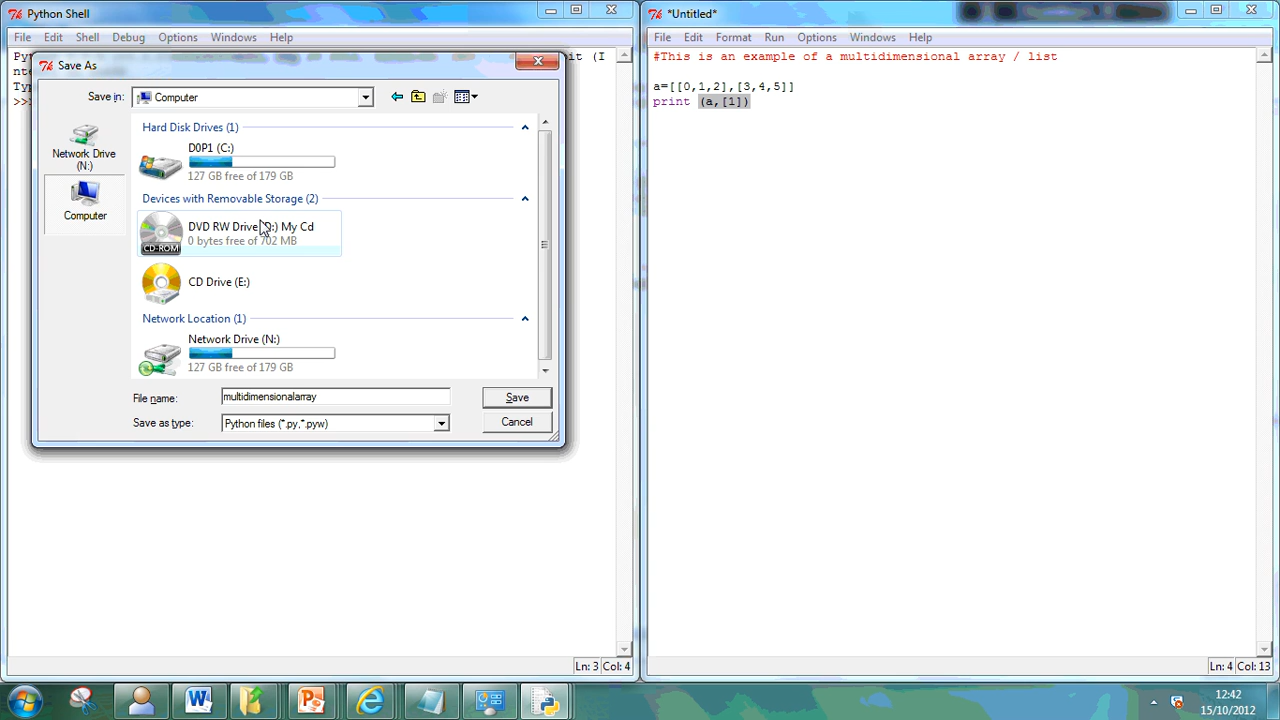 Python Shell
File Edit Shell Debug Options Windows Help
Save As
Save in: Computer
Network Drive (N:)
Computer
Hard Disk Drives (1)
D0P1 (C:)
127 GB free of 179 GB
Devices with Removable Storage (2)
DVD RW Drive :) My Cd
0 bytes free of 702 MB
CD-ROM
CD Drive (E:)
Network Location (1)
Network Drive (N:)
127 GB free of 179 GB
File name: multidimensionalarray
Save
Save as type: Python files (*.py,*.pyw)
Cancel
Ln: 3 Col: 4
*Untitled*
File Edit Format Run Options Windows Help
#This is an example of a multidimensional array / list
a=[[0,1,2],[3,4,5]]
print (a,[1])
Ln: 4 Col: 13
12:42
15/10/2012